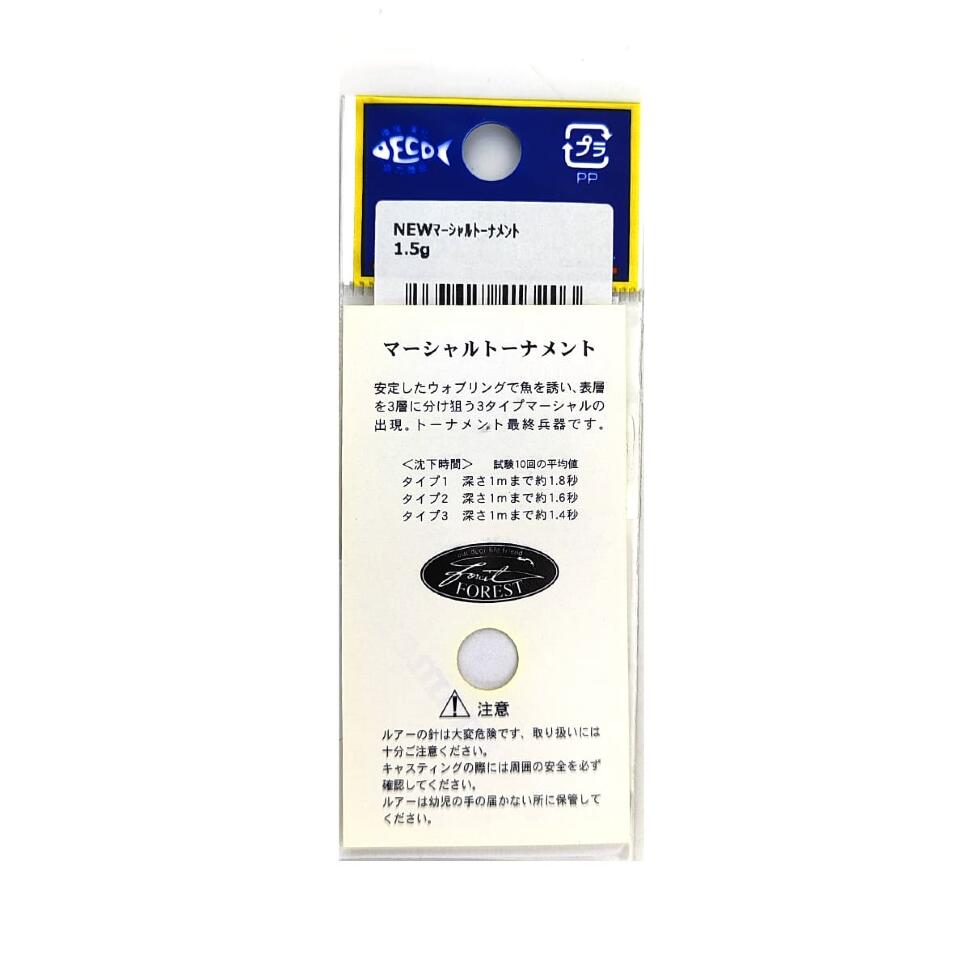 ECO
プラ
PP
NEWﾏｰｼｬﾙﾄｰﾅﾒﾝﾄ
1.5g
マーシャルトーナメント
安定したウォブリングで魚を誘い、表層
を3層に分け狙う3タイプマーシャルの
出現。トーナメント最終兵器です。
＜沈下時間＞ 試験10回の平均値
タイプ1 深さ1mまで約1.8秒
タイプ2 深さ1mまで約1.6秒
タイプ3 深さ1mまで約1.4秒
outdoor life friend
Forest
FOREST
注意
ルアーの針は大変危険です、取り扱いには
十分ご注意ください。
キャスティングの際には周囲の安全を必ず
確認してください。
ルアーは幼児の手の届かない所に保管して
ください。